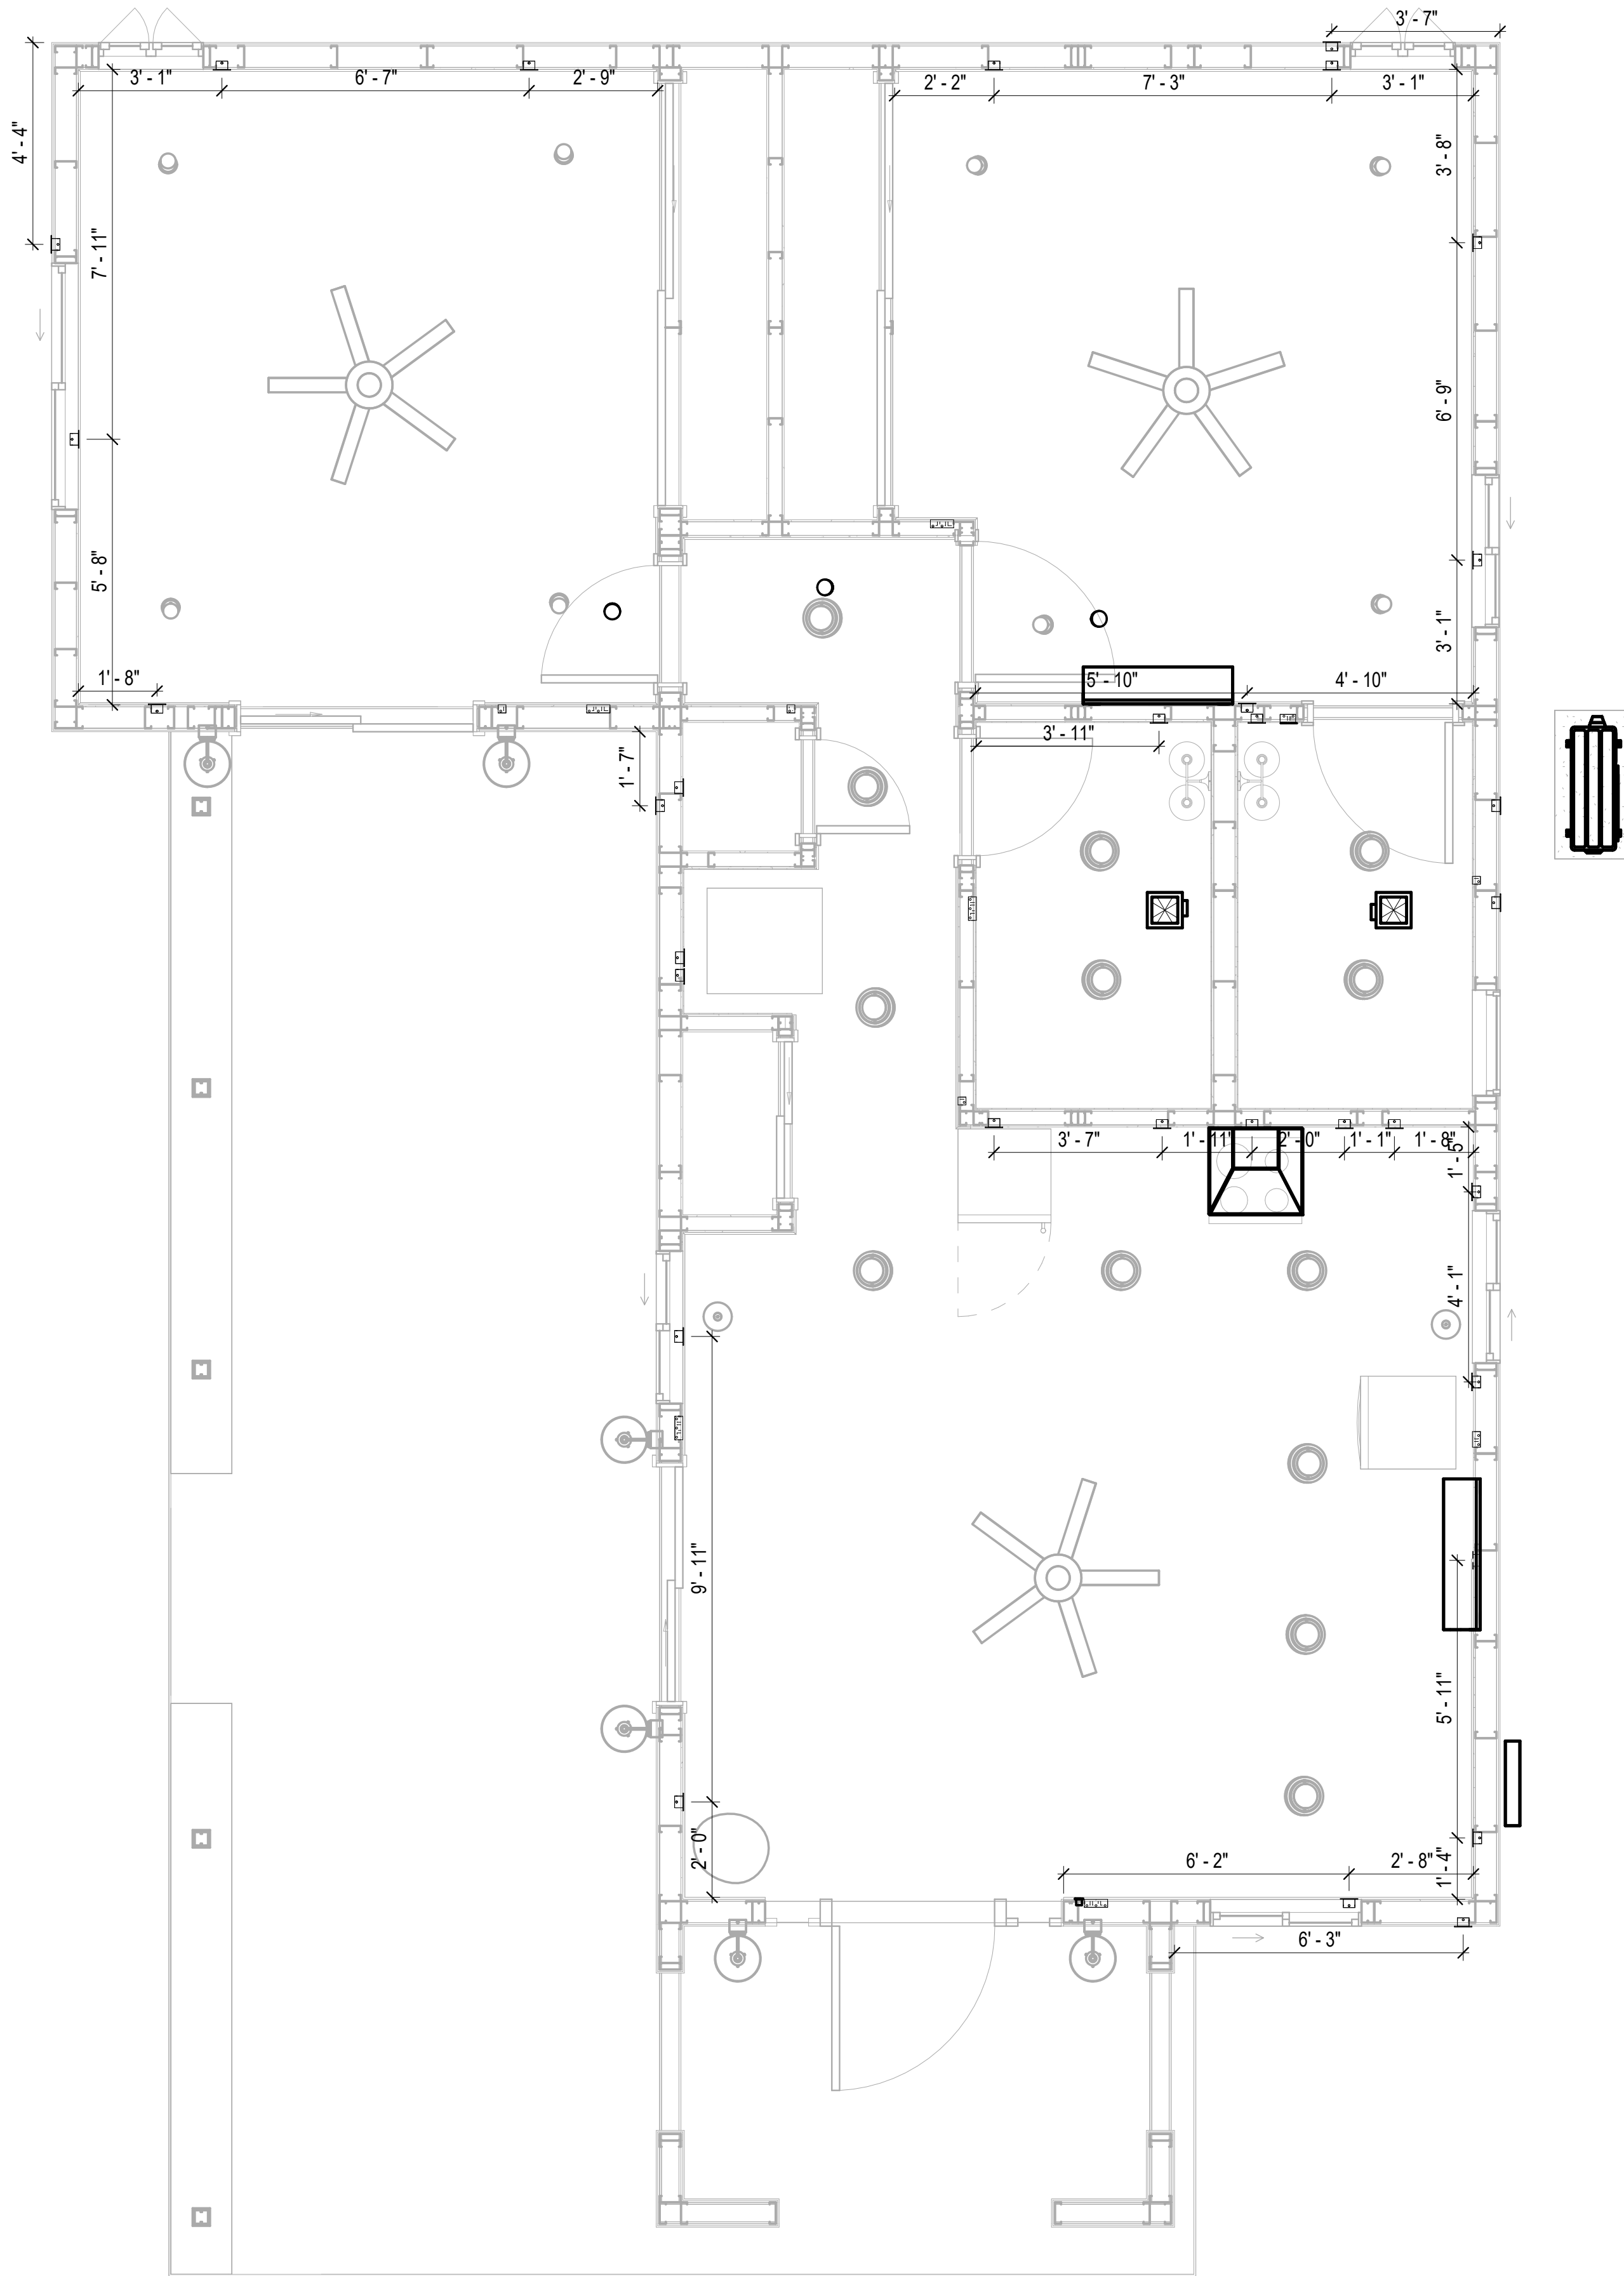 3' - 7"
3' - 1"
6' - 7"
2' - 9"
2' - 2"
7' - 3"
3' - 1"
4' - 4"
7' - 11"
3' - 8"
6' - 9"
5' - 8"
3' - 1"
1' - 8"
5' - 10"
4' - 10"
3' - 11"
1' - 7"
3' - 7"
1' - 11"
2' - 0"
1' - 1"
1' - 8"
1' - 5"
4' - 1"
9' - 11"
5' - 11"
2' - 0"
6' - 2"
2' - 8"
1' - 4"
6' - 3"